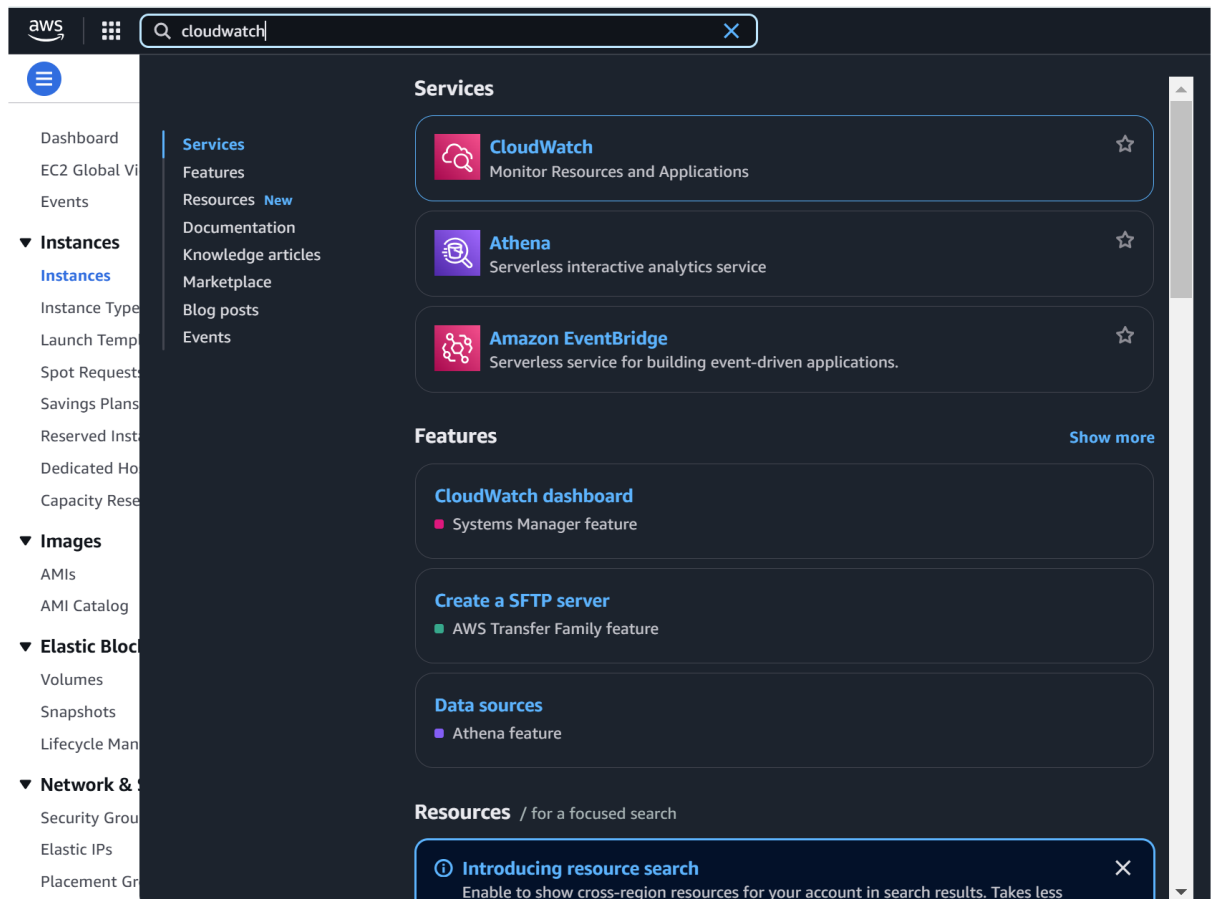 aws
cloudwatch
Dashboard
EC2 Global Vi
Events
Instances
Instances
Instance Type
Launch Templ
Spot Requests
Savings Plans
Reserved Insta
Dedicated Ho
Capacity Rese
Images
AMIs
AMI Catalog
Elastic Block
Volumes
Snapshots
Lifecycle Man
Network & S
Security Grou
Elastic IPs
Placement Gr
Services
Features
Resources New
Documentation
Knowledge articles
Marketplace
Blog posts
Events
Services
CloudWatch
Monitor Resources and Applications
Athena
Serverless interactive analytics service
Amazon EventBridge
Serverless service for building event-driven applications.
Features
Show more
CloudWatch dashboard
Systems Manager feature
Create a SFTP server
AWS Transfer Family feature
Data sources
Athena feature
Resources / for a focused search
Introducing resource search
Enable to show cross-region resources for your account in search results. Takes less